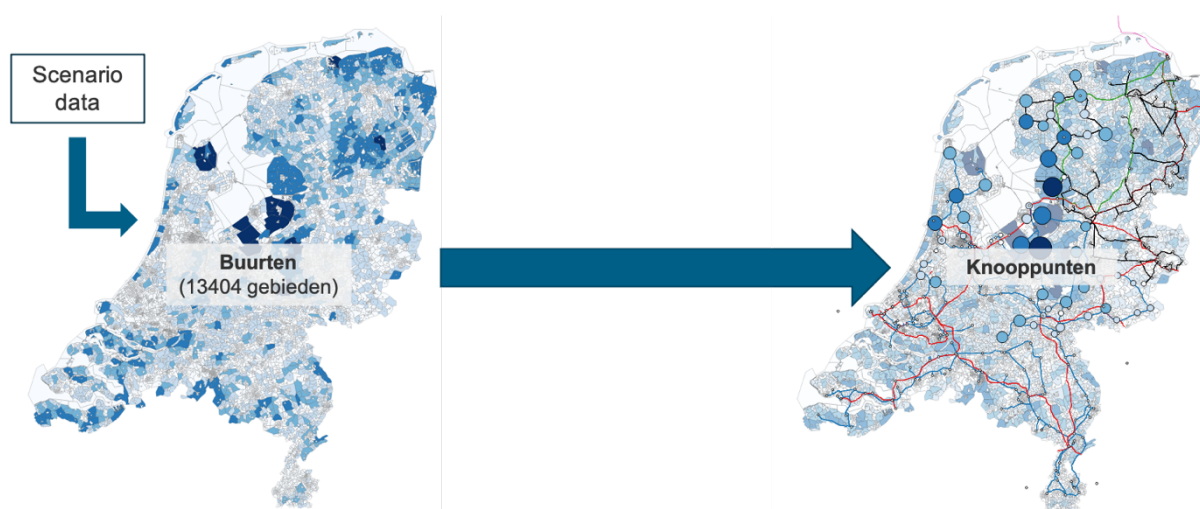 Scenario
data
Buurten
(13404 gebieden)
Knooppunten